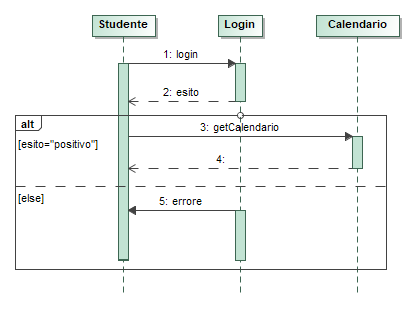 Studente Login Calendario
1: login
2: esito
alt
3: getCalendario
[esito="positivo"]
4:
[else]
5: errore